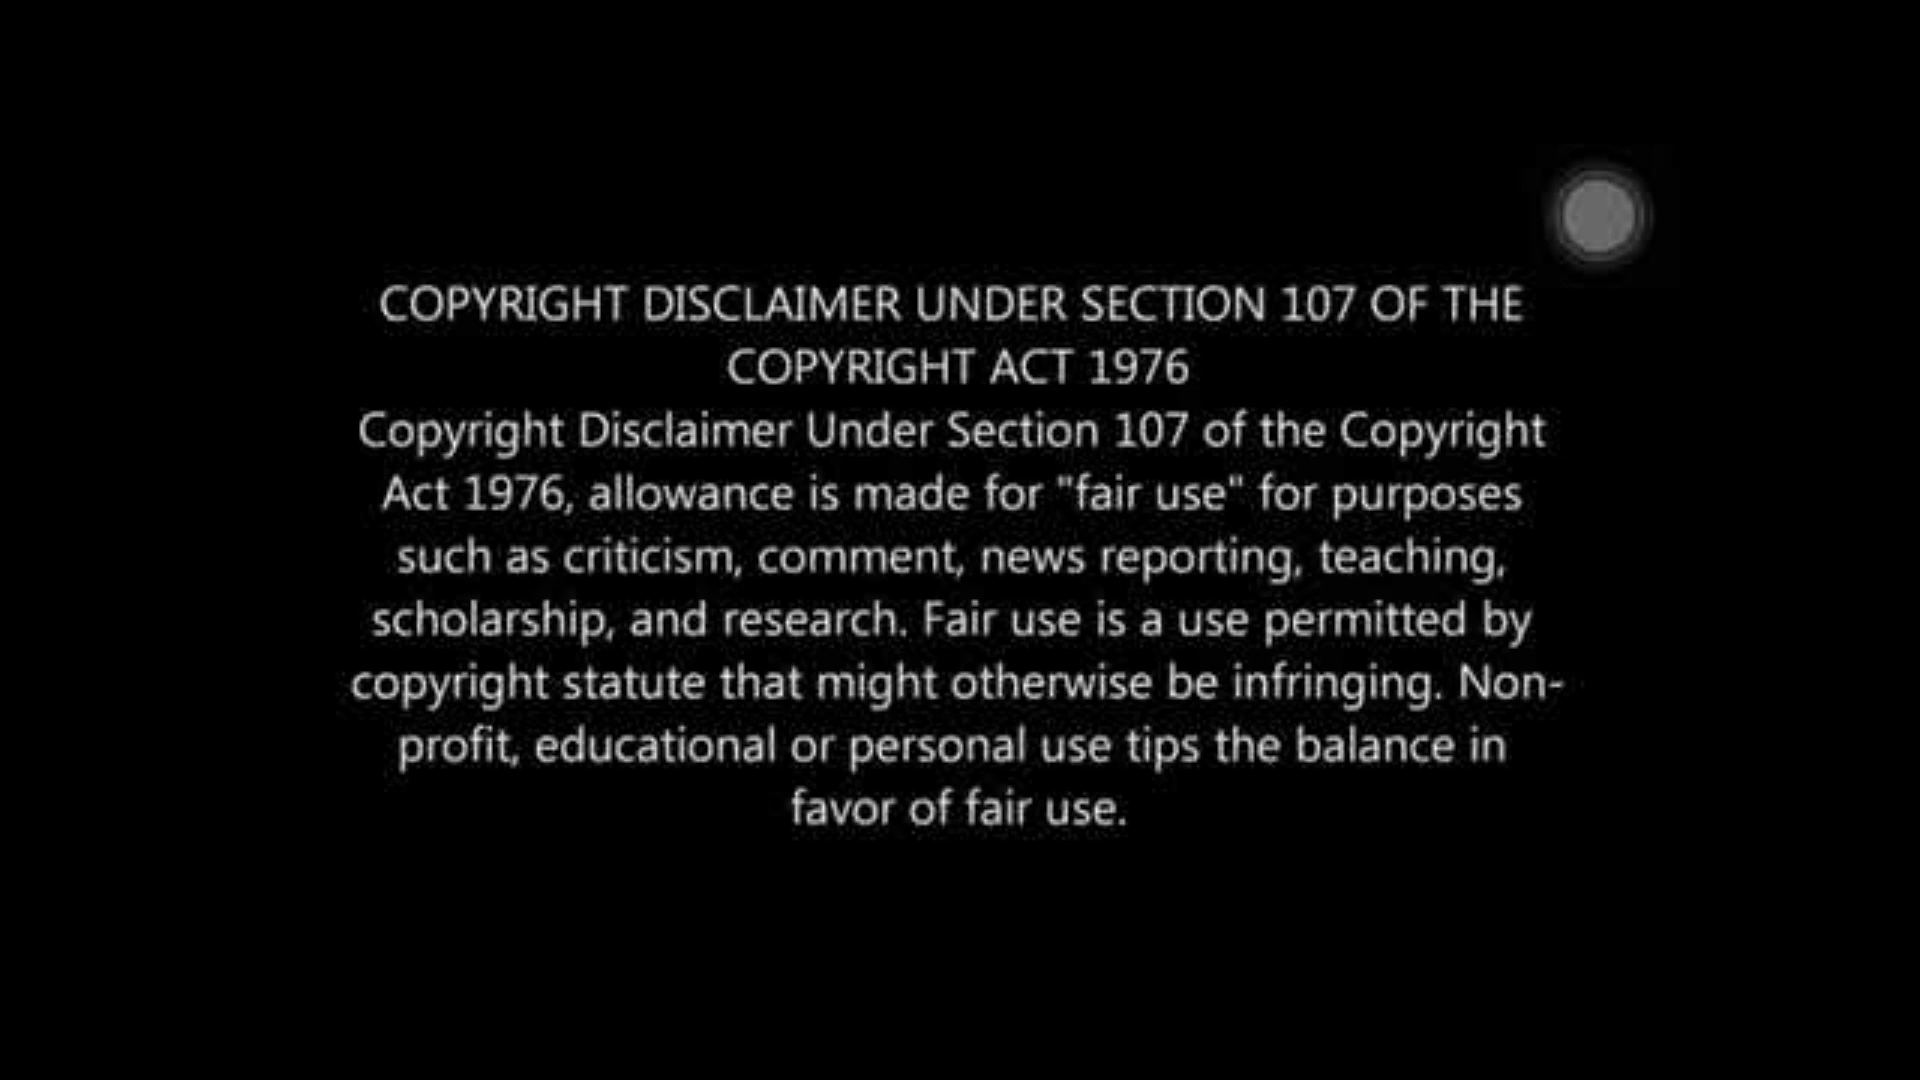 COPYRIGHT DISCLAIMER UNDER SECTION 107 OF THE
COPYRIGHT ACT 1976
Copyright Disclaimer Under Section 107 of the Copyright
Act 1976, allowance is made for "fair use" for purposes
such as criticism, comment, news reporting, teaching,
scholarship, and research. Fair use is a use permitted by
copyright statute that might otherwise be infringing. Non-
profit, educational or personal use tips the balance in
favor of fair use.